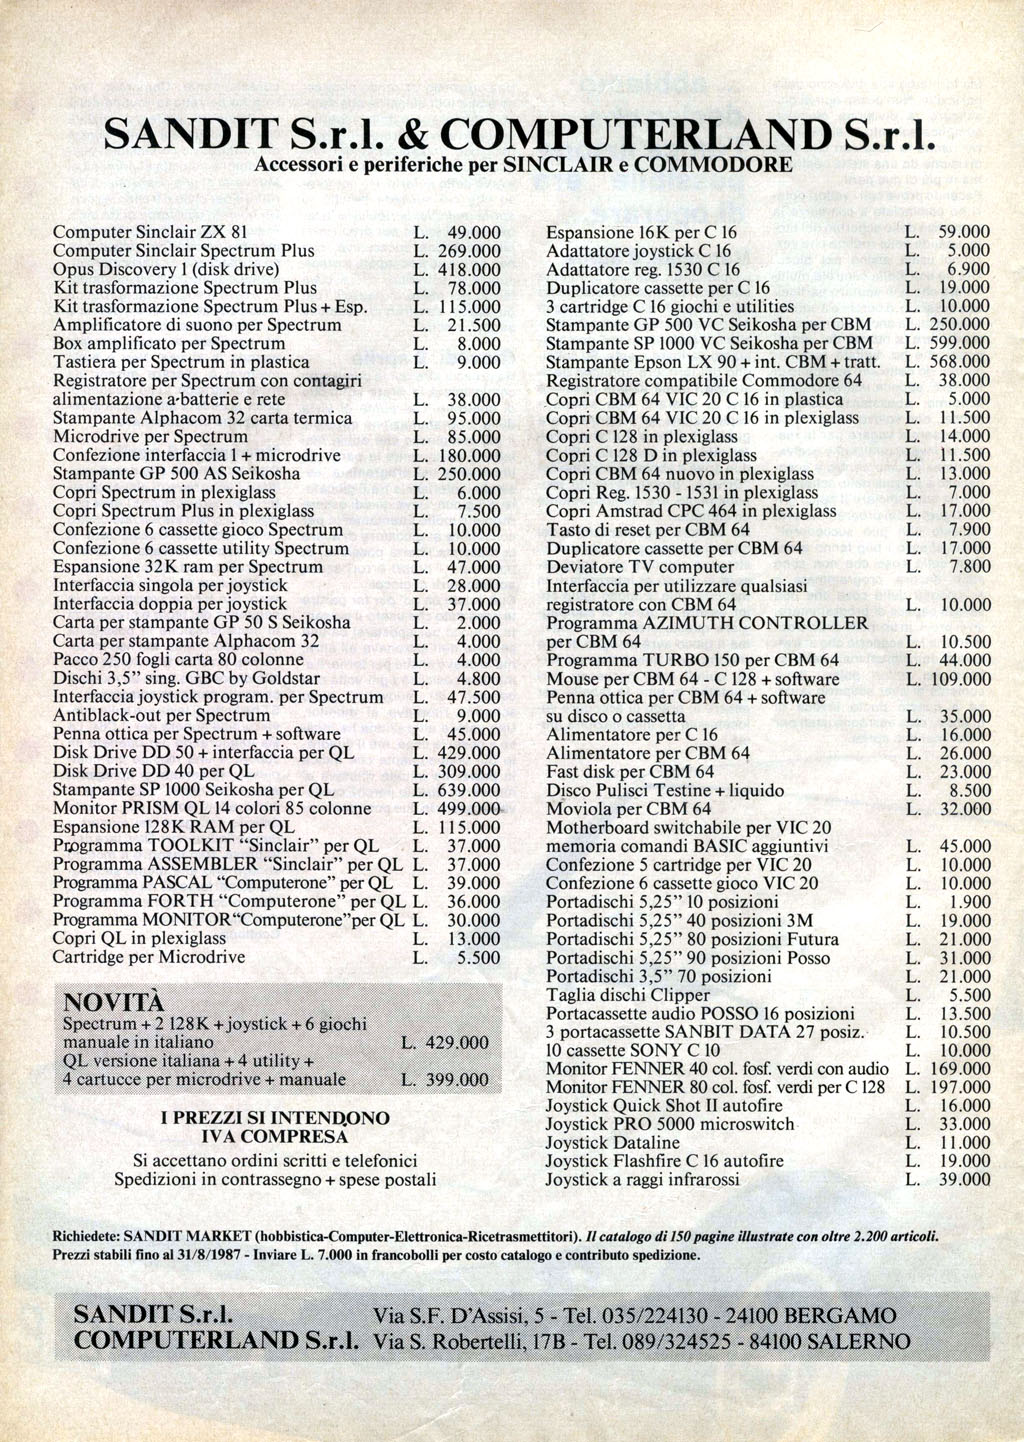 SANDIT S.r.l. & COMPUTERLAND S.r.l.
Accessori e periferiche per SINCLAIR e COMMODORE
Computer Sinclair ZX 81 L. 49.000
Computer Sinclair Spectrum Plus L. 269.000
Opus Discovery 1 (disk drive) L. 418.000
Kit trasformazione Spectrum Plus L. 78.000
Kit trasformazione Spectrum Plus + Esp. L. 115.000
Amplificatore di suono per Spectrum L. 21.500
Box amplificato per Spectrum L. 8.000
Tastiera per Spectrum in plastica L. 9.000
Registratore per Spectrum con contagiri
alimentazione a batterie e rete L. 38.000
Stampante Alphacom 32 carta termica L. 95.000
Microdrive per Spectrum L. 85.000
Confezione interfaccia 1 + microdrive L. 180.000
Stampante GP 500 AS Seikosha L. 250.000
Copri Spectrum in plexiglass L. 6.000
Copri Spectrum Plus in plexiglass L. 7.500
Confezione 6 cassette gioco Spectrum L. 10.000
Confezione 6 cassette utility Spectrum L. 10.000
Espansione 32K ram per Spectrum L. 47.000
Interfaccia singola per joystick L. 28.000
Interfaccia doppia per joystick L. 37.000
Carta per stampante GP 50 S Seikosha L. 2.000
Carta per stampante Alphacom 32 L. 4.000
Pacco 250 fogli carta 80 colonne L. 4.000
Dischi 3,5” sing. GBC by Goldstar L. 4.800
Interfaccia joystick program. per Spectrum L. 47.500
Antiblack-out per Spectrum L. 9.000
Penna ottica per Spectrum + software L. 45.000
Disk Drive DD 50 + interfaccia per QL L. 429.000
Disk Drive DD 40 per QL L. 309.000
Stampante SP 1000 Seikosha per QL L. 639.000
Monitor PRISM QL 14 colori 85 colonne L. 499.000
Espansione 128K RAM per QL L. 115.000
Programma TOOLKIT “Sinclair” per QL L. 37.000
Programma ASSEMBLER “Sinclair” per QL L. 37.000
Programma PASCAL “Computerone” per QL L. 39.000
Programma FORTH “Computerone” per QL L. 36.000
Programma MONITOR“Computerone”per QL L. 30.000
Copri QL in plexiglass L. 13.000
Cartridge per Microdrive L. 5.500
NOVITÀ
Spectrum + 2 128K + joystick + 6 giochi
manuale in italiano L. 429.000
QL versione italiana + 4 utility +
4 cartucce per microdrive + manuale L. 399.000
I PREZZI SI INTENDONO
IVA COMPRESA
Si accettano ordini scritti e telefonici
Spedizioni in contrassegno + spese postali
Espansione 16K per C 16 L. 59.000
Adattatore joystick C 16 L. 5.000
Adattatore reg. 1530 C 16 L. 6.900
Duplicatore cassette per C 16 L. 19.000
3 cartridge C 16 giochi e utilities L. 10.000
Stampante GP 500 VC Seikosha per CBM L. 250.000
Stampante SP 1000 VC Seikosha per CBM L. 599.000
Stampante Epson LX 90 + int. CBM + tratt. L. 568.000
Registratore compatibile Commodore 64 L. 38.000
Copri CBM 64 VIC 20 C 16 in plastica L. 5.000
Copri CBM 64 VIC 20 C 16 in plexiglass L. 11.500
Copri C 128 in plexiglass L. 14.000
Copri C 128 D in plexiglass L. 11.500
Copri CBM 64 nuovo in plexiglass L. 13.000
Copri Reg. 1530 - 1531 in plexiglass L. 7.000
Copri Amstrad CPC 464 in plexiglass L. 17.000
Tasto di reset per CBM 64 L. 7.900
Duplicatore cassette per CBM 64 L. 17.000
Deviatore TV computer L. 7.800
Interfaccia per utilizzare qualsiasi
registratore con CBM 64 L. 10.000
Programma AZIMUTH CONTROLLER
per CBM 64 L. 10.500
Programma TURBO 150 per CBM 64 L. 44.000
Mouse per CBM 64 - C 128 + software L. 109.000
Penna ottica per CBM 64 + software
su disco o cassetta L. 35.000
Alimentatore per C 16 L. 16.000
Alimentatore per CBM 64 L. 26.000
Fast disk per CBM 64 L. 23.000
Disco Pulisci Testine + liquido L. 8.500
Moviola per CBM 64 L. 32.000
Motherboard switchabile per VIC 20
memoria comandi BASIC aggiuntivi L. 45.000
Confezione 5 cartridge per VIC 20 L. 10.000
Confezione 6 cassette gioco VIC 20 L. 10.000
Portadischi 5,25” 10 posizioni L. 1.900
Portadischi 5,25” 40 posizioni 3M L. 19.000
Portadischi 5,25” 80 posizioni Futura L. 21.000
Portadischi 5,25” 90 posizioni Posso L. 31.000
Portadischi 3,5” 70 posizioni L. 21.000
Taglia dischi Clipper L. 5.500
Portacassette audio POSSO 16 posizioni L. 13.500
3 portacassette SANBIT DATA 27 posiz. L. 10.500
10 cassette SONY C 10 L. 10.000
Monitor FENNER 40 col. fosf. verdi con audio L. 169.000
Monitor FENNER 80 col. fosf. verdi per C 128 L. 197.000
Joystick Quick Shot II autofire L. 16.000
Joystick PRO 5000 microswitch L. 33.000
Joystick Dataline L. 11.000
Joystick Flashfire C 16 autofire L. 19.000
Joystick a raggi infrarossi L. 39.000
Richiedete: SANDIT MARKET (hobbistica-Computer-Elettronica-Ricetrasmettitori). Il catalogo di 150 pagine illustrate con oltre 2.200 articoli.
Prezzi stabili fino al 31/8/1987 - Inviare L. 7.000 in francobolli per costo catalogo e contributo spedizione.
SANDIT S.r.l. Via S.F. D'Assisi, 5 - Tel. 035/224130 - 24100 BERGAMO
COMPUTERLAND S.r.l. Via S. Robertelli, 17B - Tel. 089/324525 - 84100 SALERNO